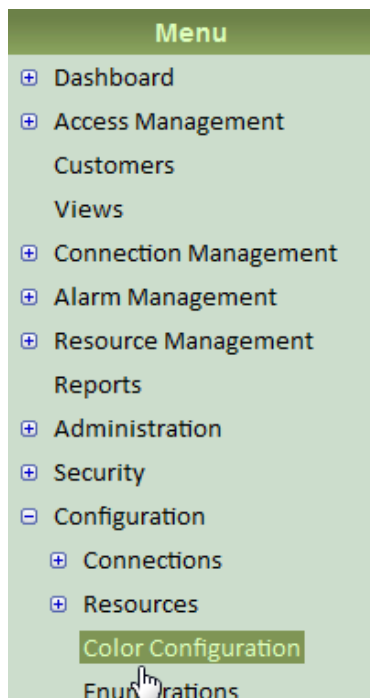 Menu
Dashboard
Access Management
Customers
Views
Connection Management
Alarm Management
Resource Management
Reports
Administration
Security
Configuration
Connections
Resources
Color Configuration